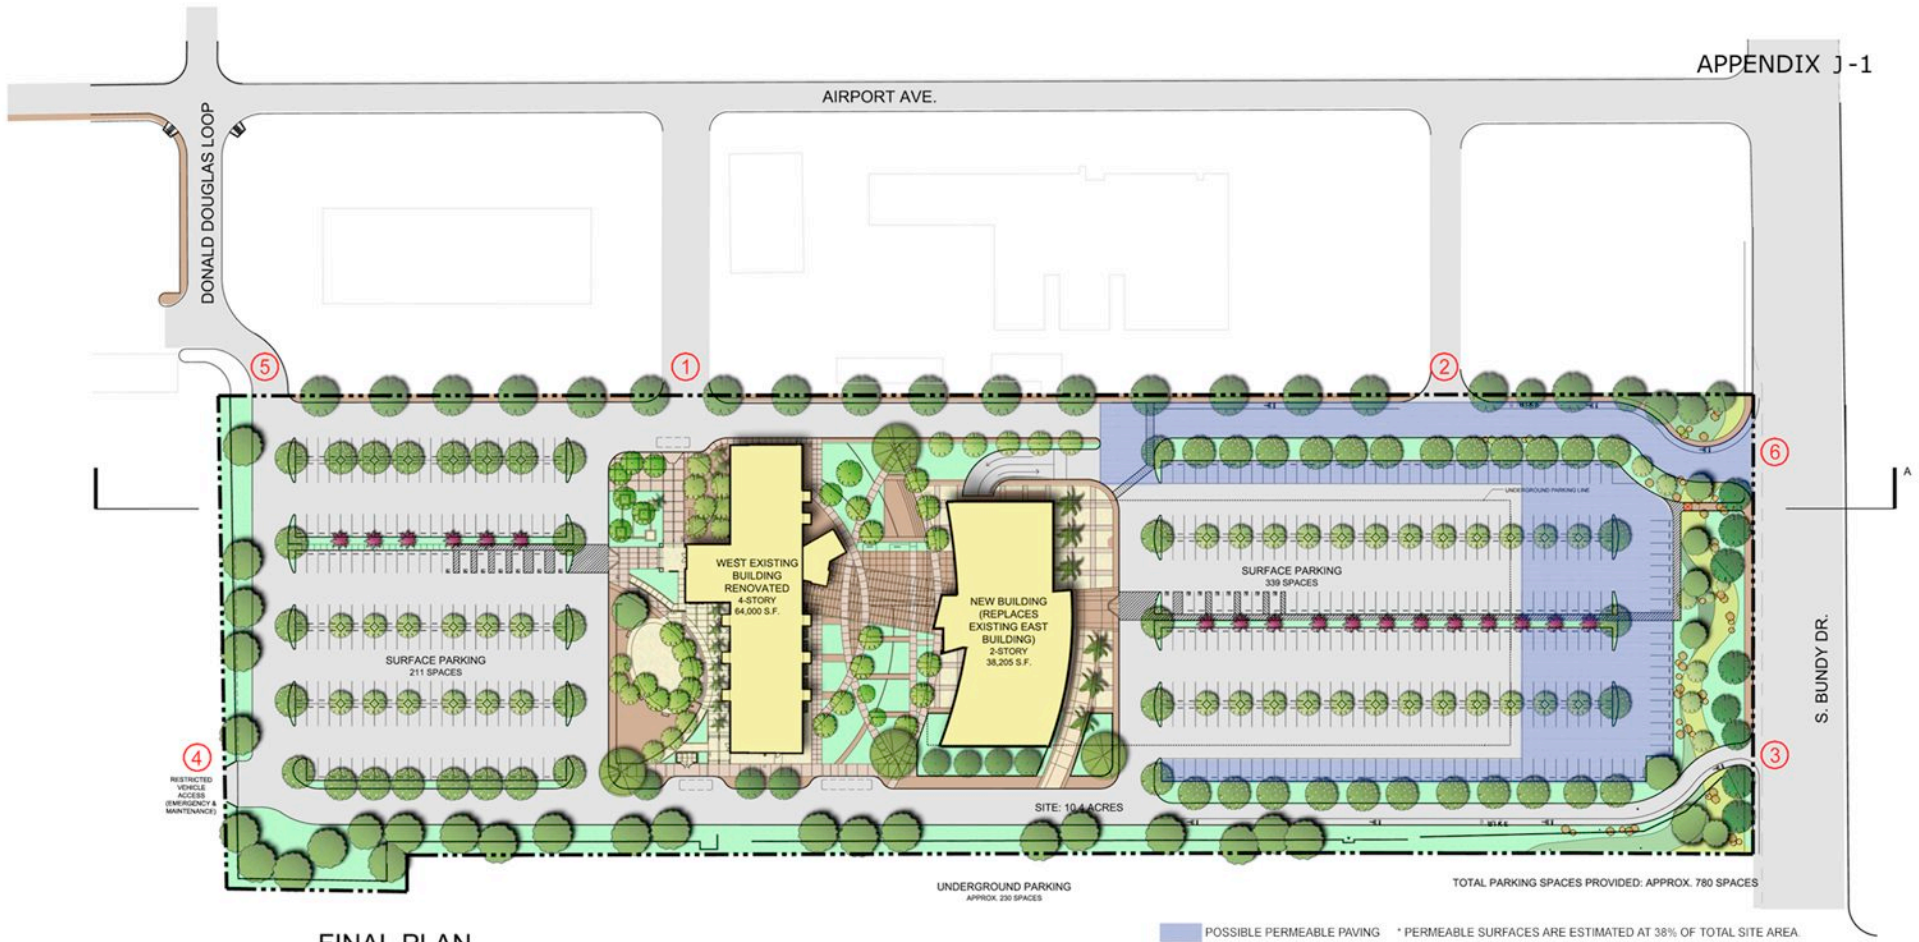 APPENDIX J-1
AIRPORT AVE.
DONALD DOUGLAS LOOP
5
1
2
6
A
UNDERGROUND PARKING LINE
WEST EXISTING
BUILDING
RENOVATED
4-STORY
64,000 S.F.
SURFACE PARKING
339 SPACES
NEW BUILDING
(REPLACES
EXISTING EAST
BUILDING)
2-STORY
38,205 S.F.
SURFACE PARKING
211 SPACES
S. BUNDY DR.
4
3
RESTRICTED
VEHICLE
ACCESS
(EMERGENCY &
MAINTENANCE)
SITE: 10.4 ACRES
UNDERGROUND PARKING
APPROX. 230 SPACES
TOTAL PARKING SPACES PROVIDED: APPROX. 780 SPACES
POSSIBLE PERMEABLE PAVING * PERMEABLE SURFACES ARE ESTIMATED AT 38% OF TOTAL SITE AREA.
FINAL PLAN